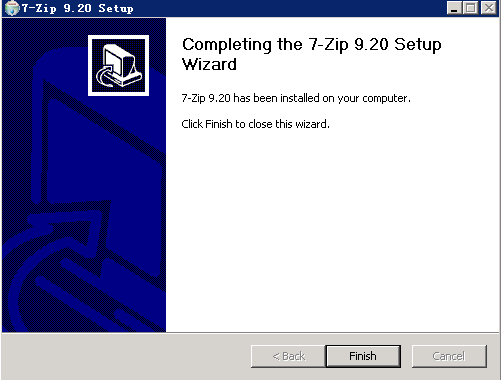 7-Zip 9.20 Setup
Completing the 7-Zip 9.20 Setup
Wizard
7-Zip 9.20 has been installed on your computer.
Click Finish to close this wizard.
< Back
Finish
Cancel